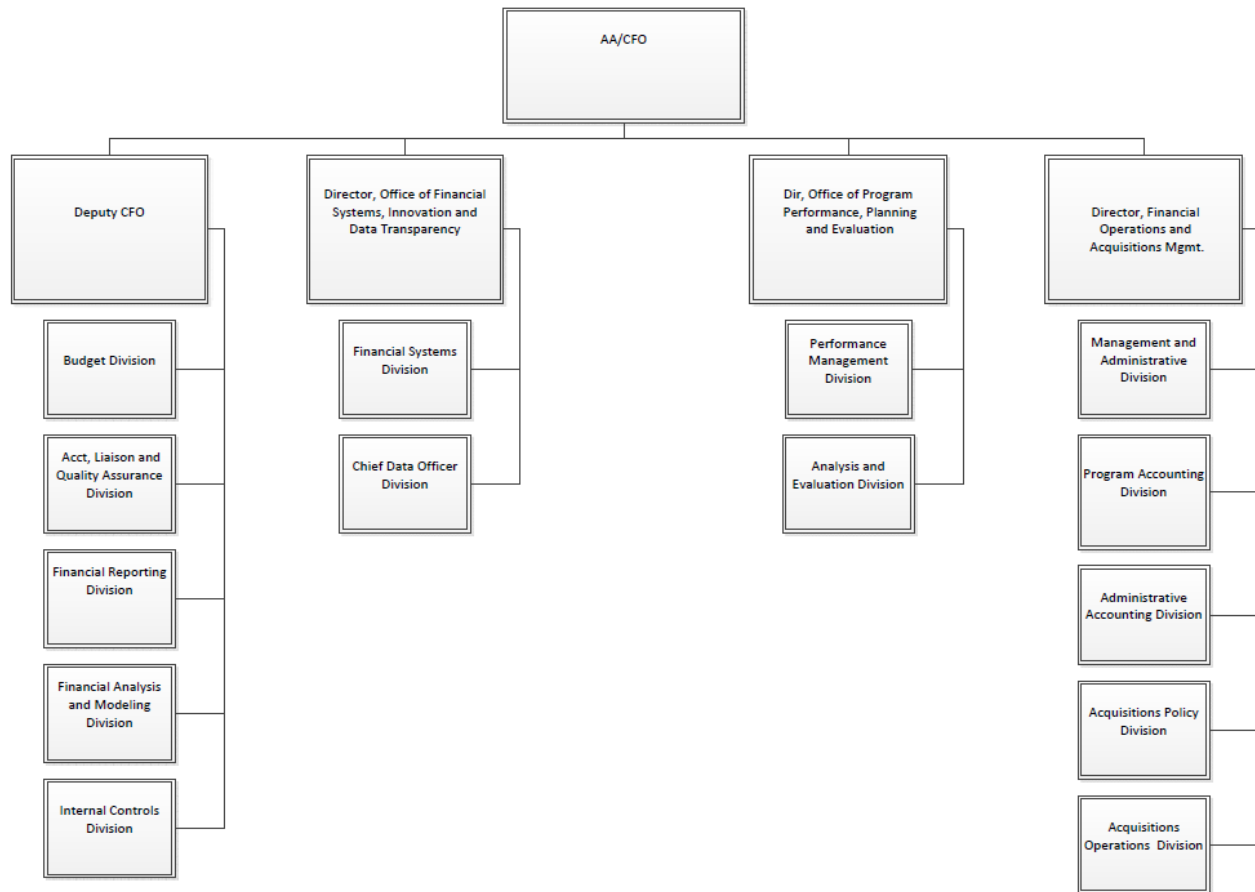 AA/CFO
Deputy CFO
Director, Office of Financial
Systems, Innovation and
Data Transparency
Dir, Office of Program
Performance, Planning
and Evaluation
Director, Financial
Operations and
Acquisitions Mgmt.
Budget Division
Acct, Liaison and
Quality Assurance
Division
Financial Reporting
Division
Financial Analysis
and Modeling
Division
Internal Controls
Division
Financial Systems
Division
Chief Data Officer
Division
Performance
Management
Division
Analysis and
Evaluation Division
Management and
Administrative
Division
Program Accounting
Division
Administrative
Accounting Division
Acquisitions Policy
Division
Acquisitions
Operations  Division